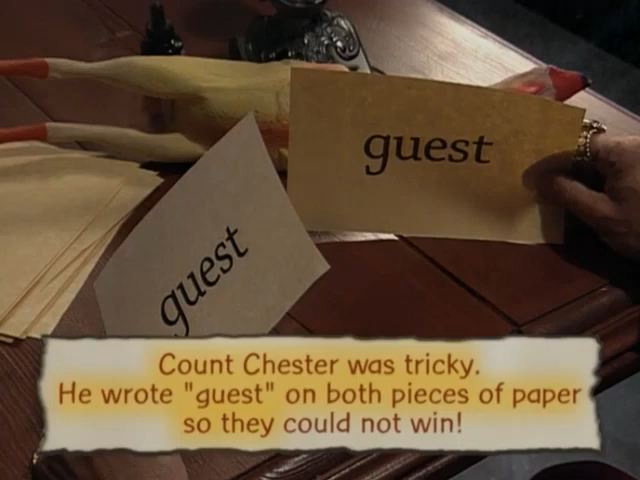 guest
guest
Count Chester was tricky.
He wrote "guest" on both pieces of paper
so they could not win!